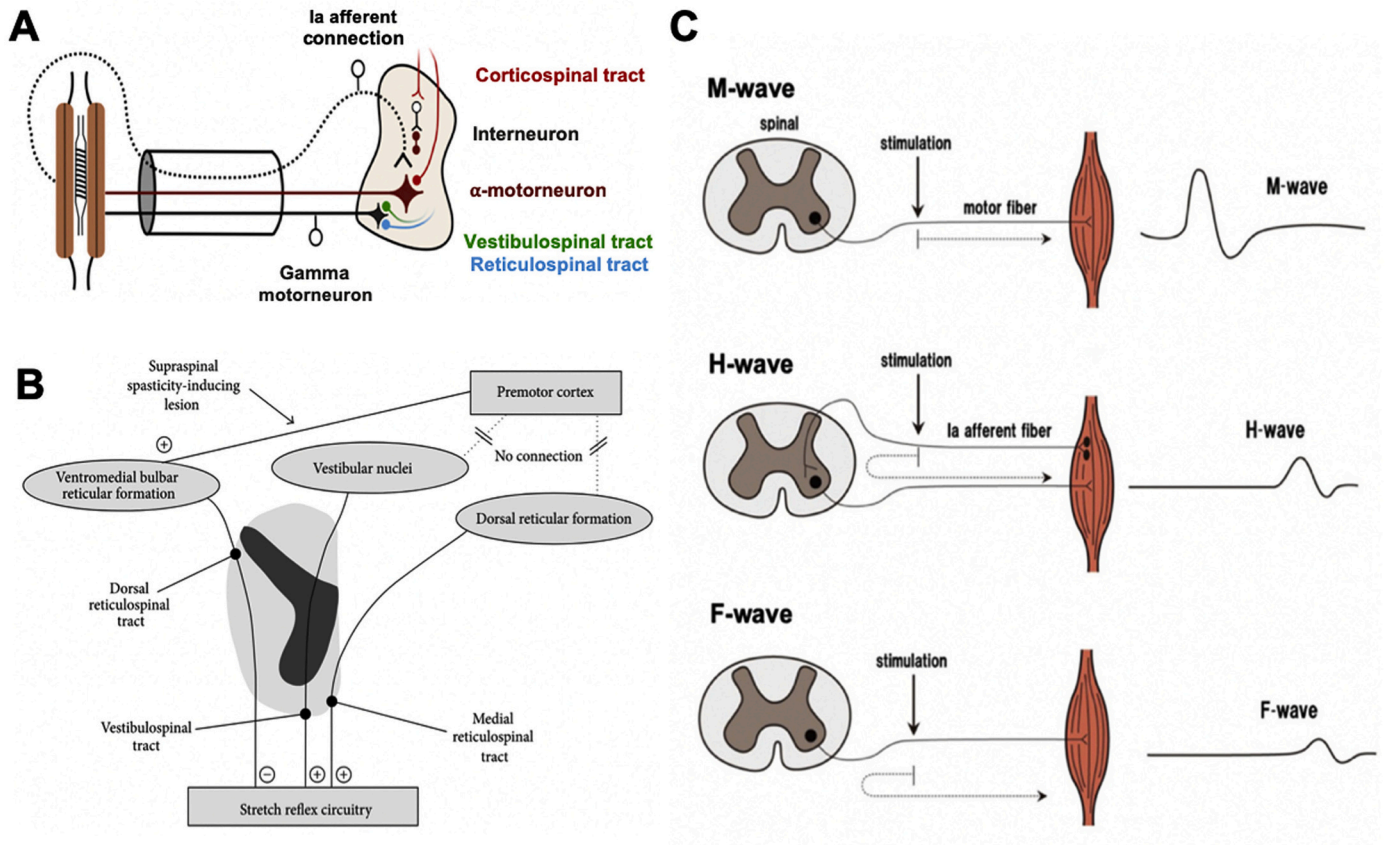 A
Ia afferent
connection
Corticospinal tract
Interneuron
α-motorneuron
Vestibulospinal tract
Reticulospinal tract
Gamma
motorneuron
B
Supraspinal
spasticity-inducing
lesion
Premotor cortex
+
Ventromedial bulbar
reticular formation
Vestibular nuclei
No connection
Dorsal reticular formation
Dorsal
reticulospinal
tract
Vestibulospinal
tract
Medial
reticulospinal
tract
− + +
Stretch reflex circuitry
C
M-wave
spinal
stimulation
motor fiber
M-wave
H-wave
stimulation
Ia afferent fiber
H-wave
F-wave
stimulation
F-wave